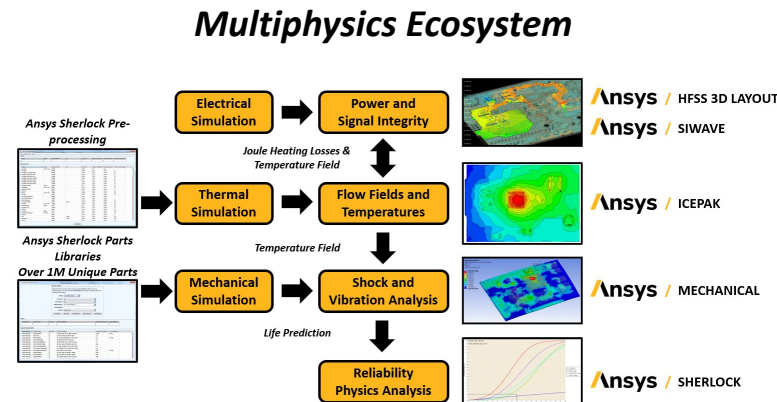 Multiphysics Ecosystem
Electrical
Simulation
Power and
Signal Integrity
Ansys / HFSS 3D LAYOUT
Ansys / SIWAVE
Ansys Sherlock Pre-
processing
Joule Heating Losses &
Temperature Field
Thermal
Simulation
Flow Fields and
Temperatures
Ansys / ICEPAK
Ansys Sherlock Parts
Libraries
Over 1M Unique Parts
Temperature Field
Mechanical
Simulation
Shock and
Vibration Analysis
Ansys / MECHANICAL
Life Prediction
Reliability
Physics Analysis
Ansys / SHERLOCK